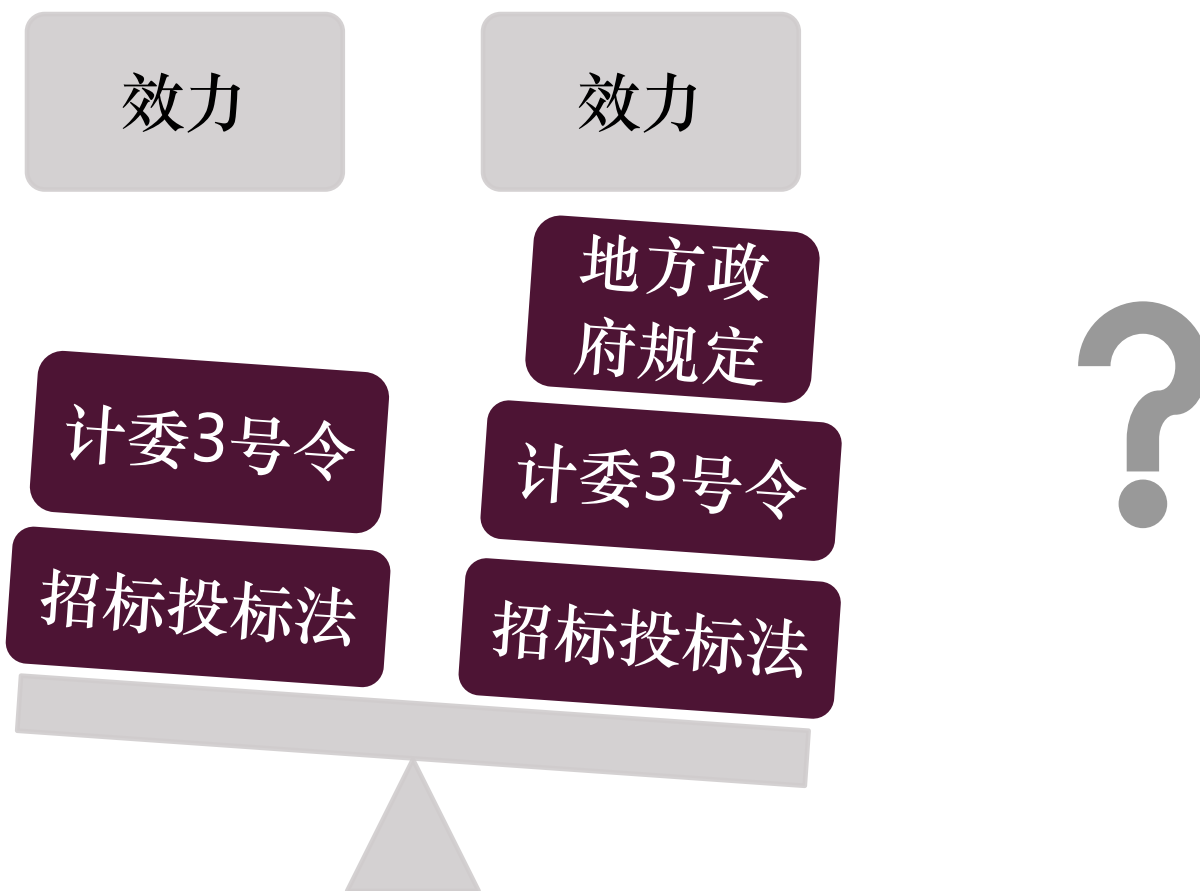 效力
效力
地方政
府规定
计委3号令
计委3号令
招标投标法
招标投标法
?